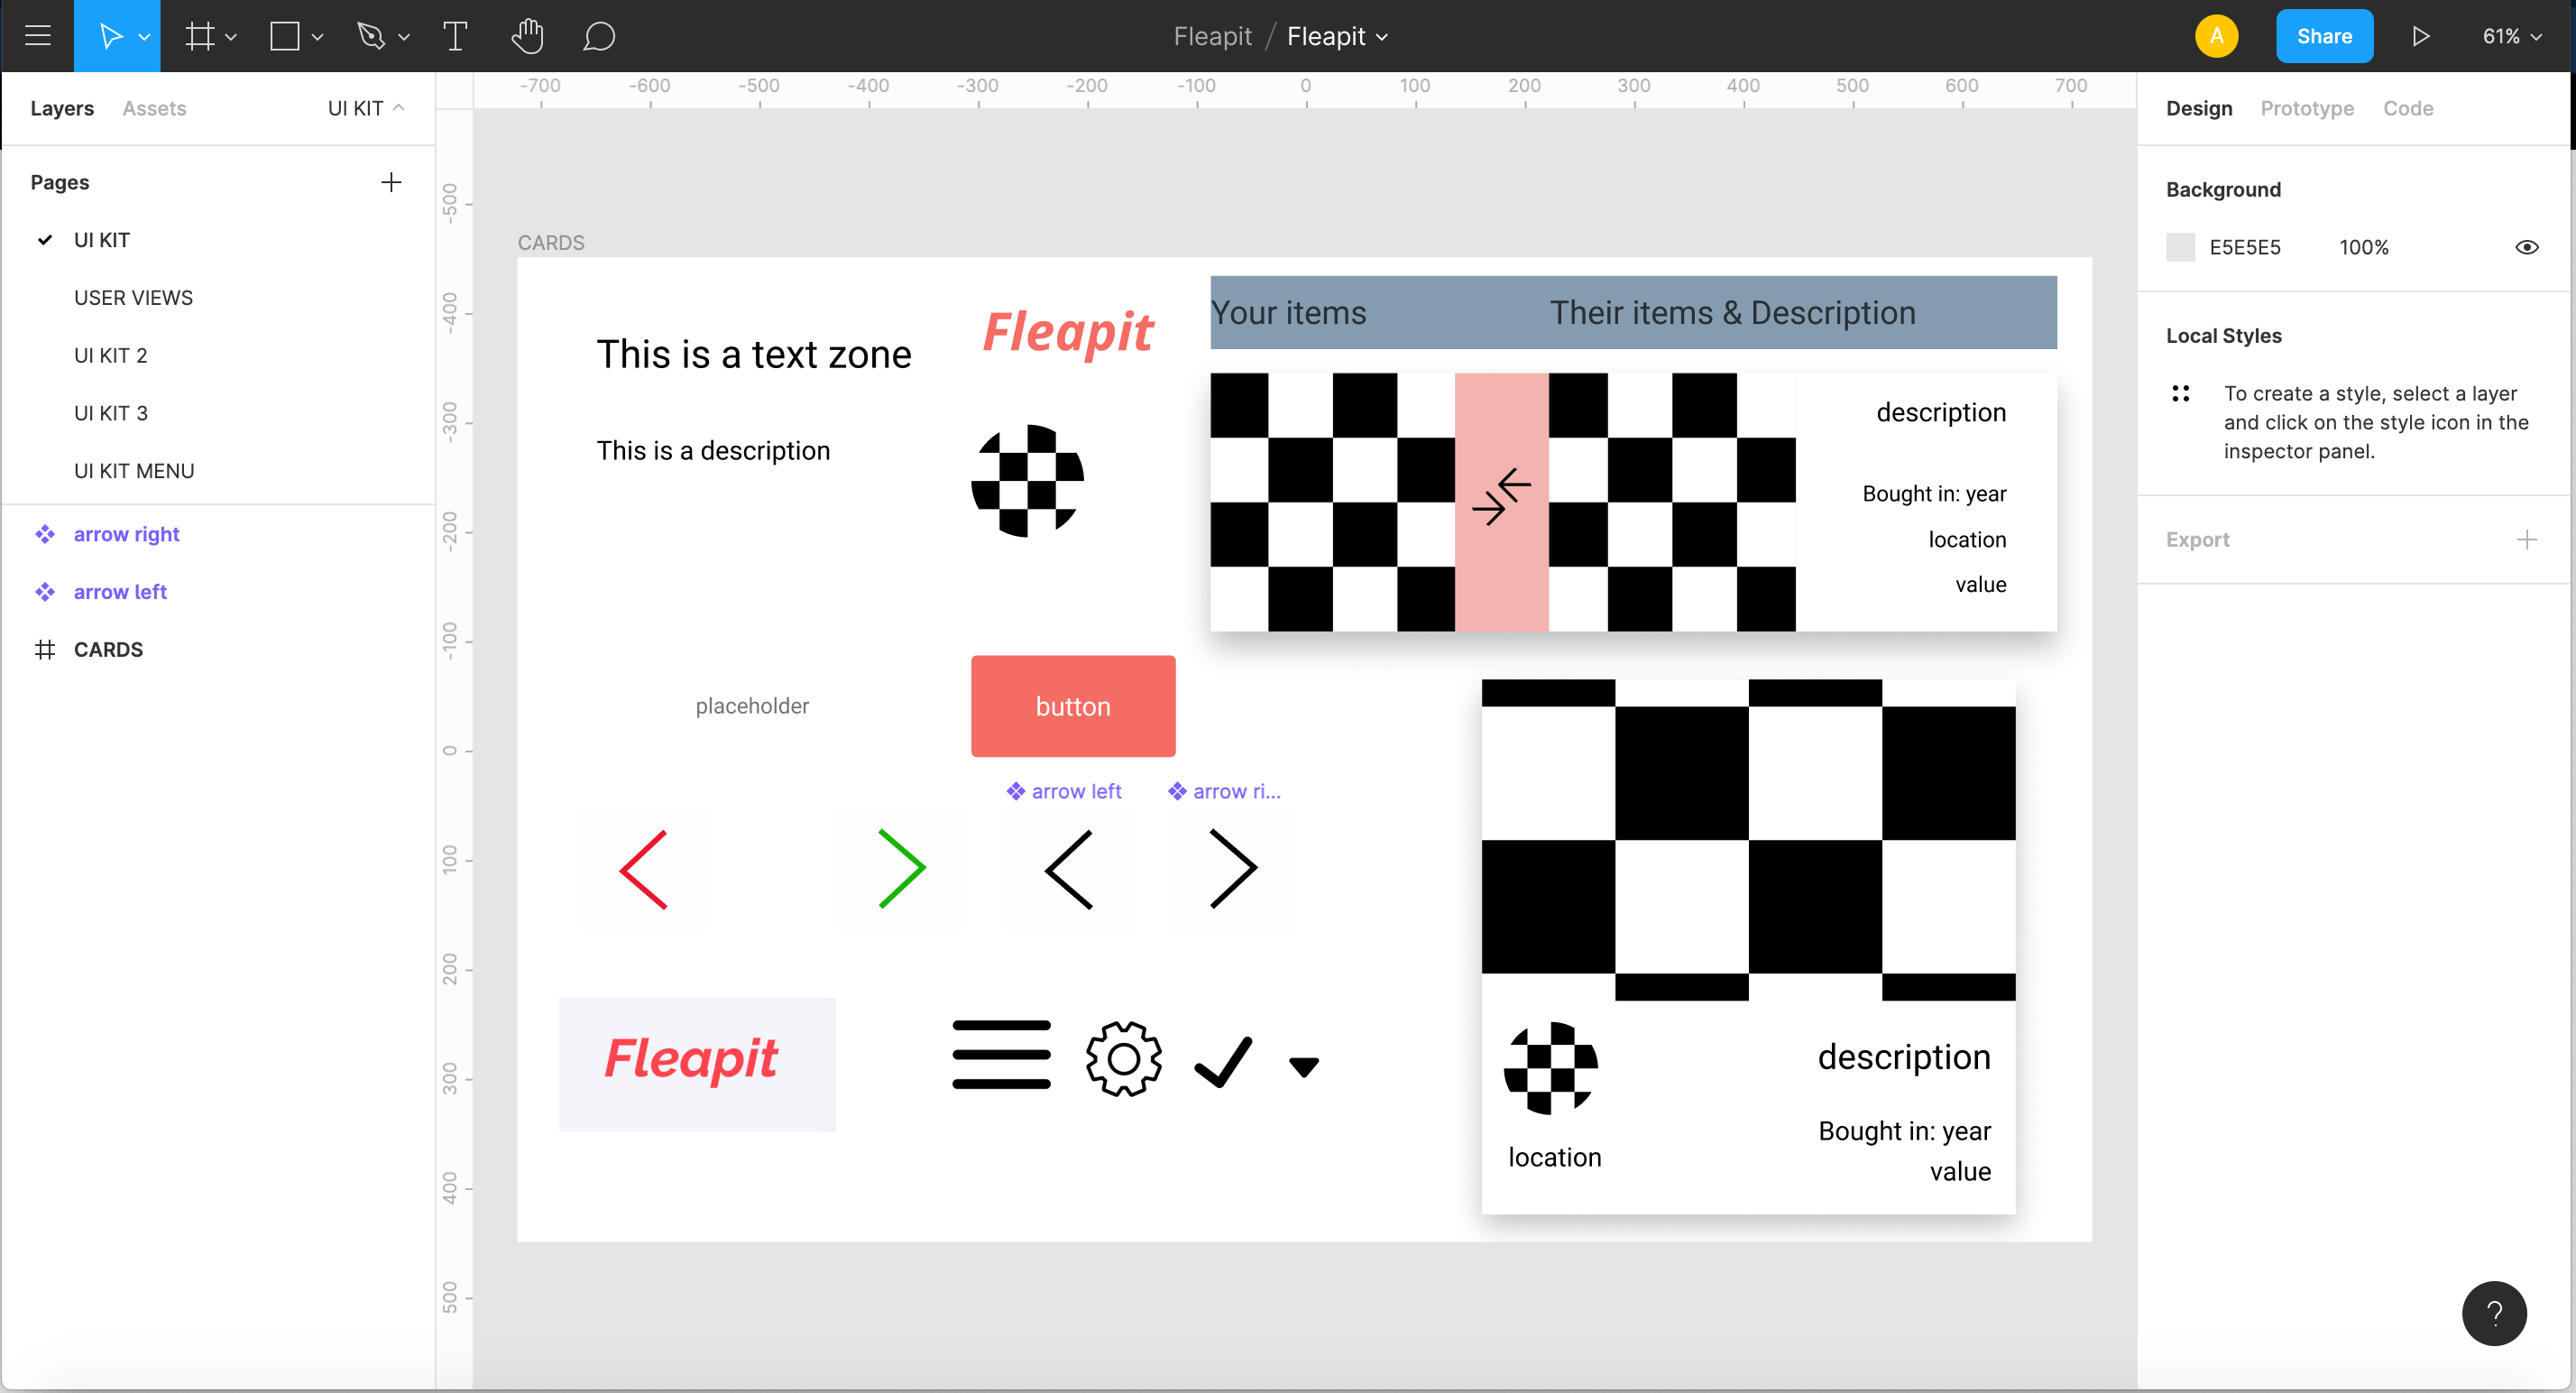 Fleapit / Fleapit
A
Share
61%
Layers
Assets
UI KIT
Pages
UI KIT
USER VIEWS
UI KIT 2
UI KIT 3
UI KIT MENU
arrow right
arrow left
CARDS
-700 -600 -500 -400 -300 -200 -100 0 100 200 300 400 500 600 700
-500
-400
-300
-200
-100
0
100
200
300
400
500
CARDS
This is a text zone
Fleapit
This is a description
Your items
Their items & Description
description
Bought in: year
location
value
placeholder
button
arrow left
arrow ri...
Fleapit
description
Bought in: year
location
value
Design
Prototype
Code
Background
E5E5E5
100%
Local Styles
To create a style, select a layer
and click on the style icon in the
inspector panel.
Export
?